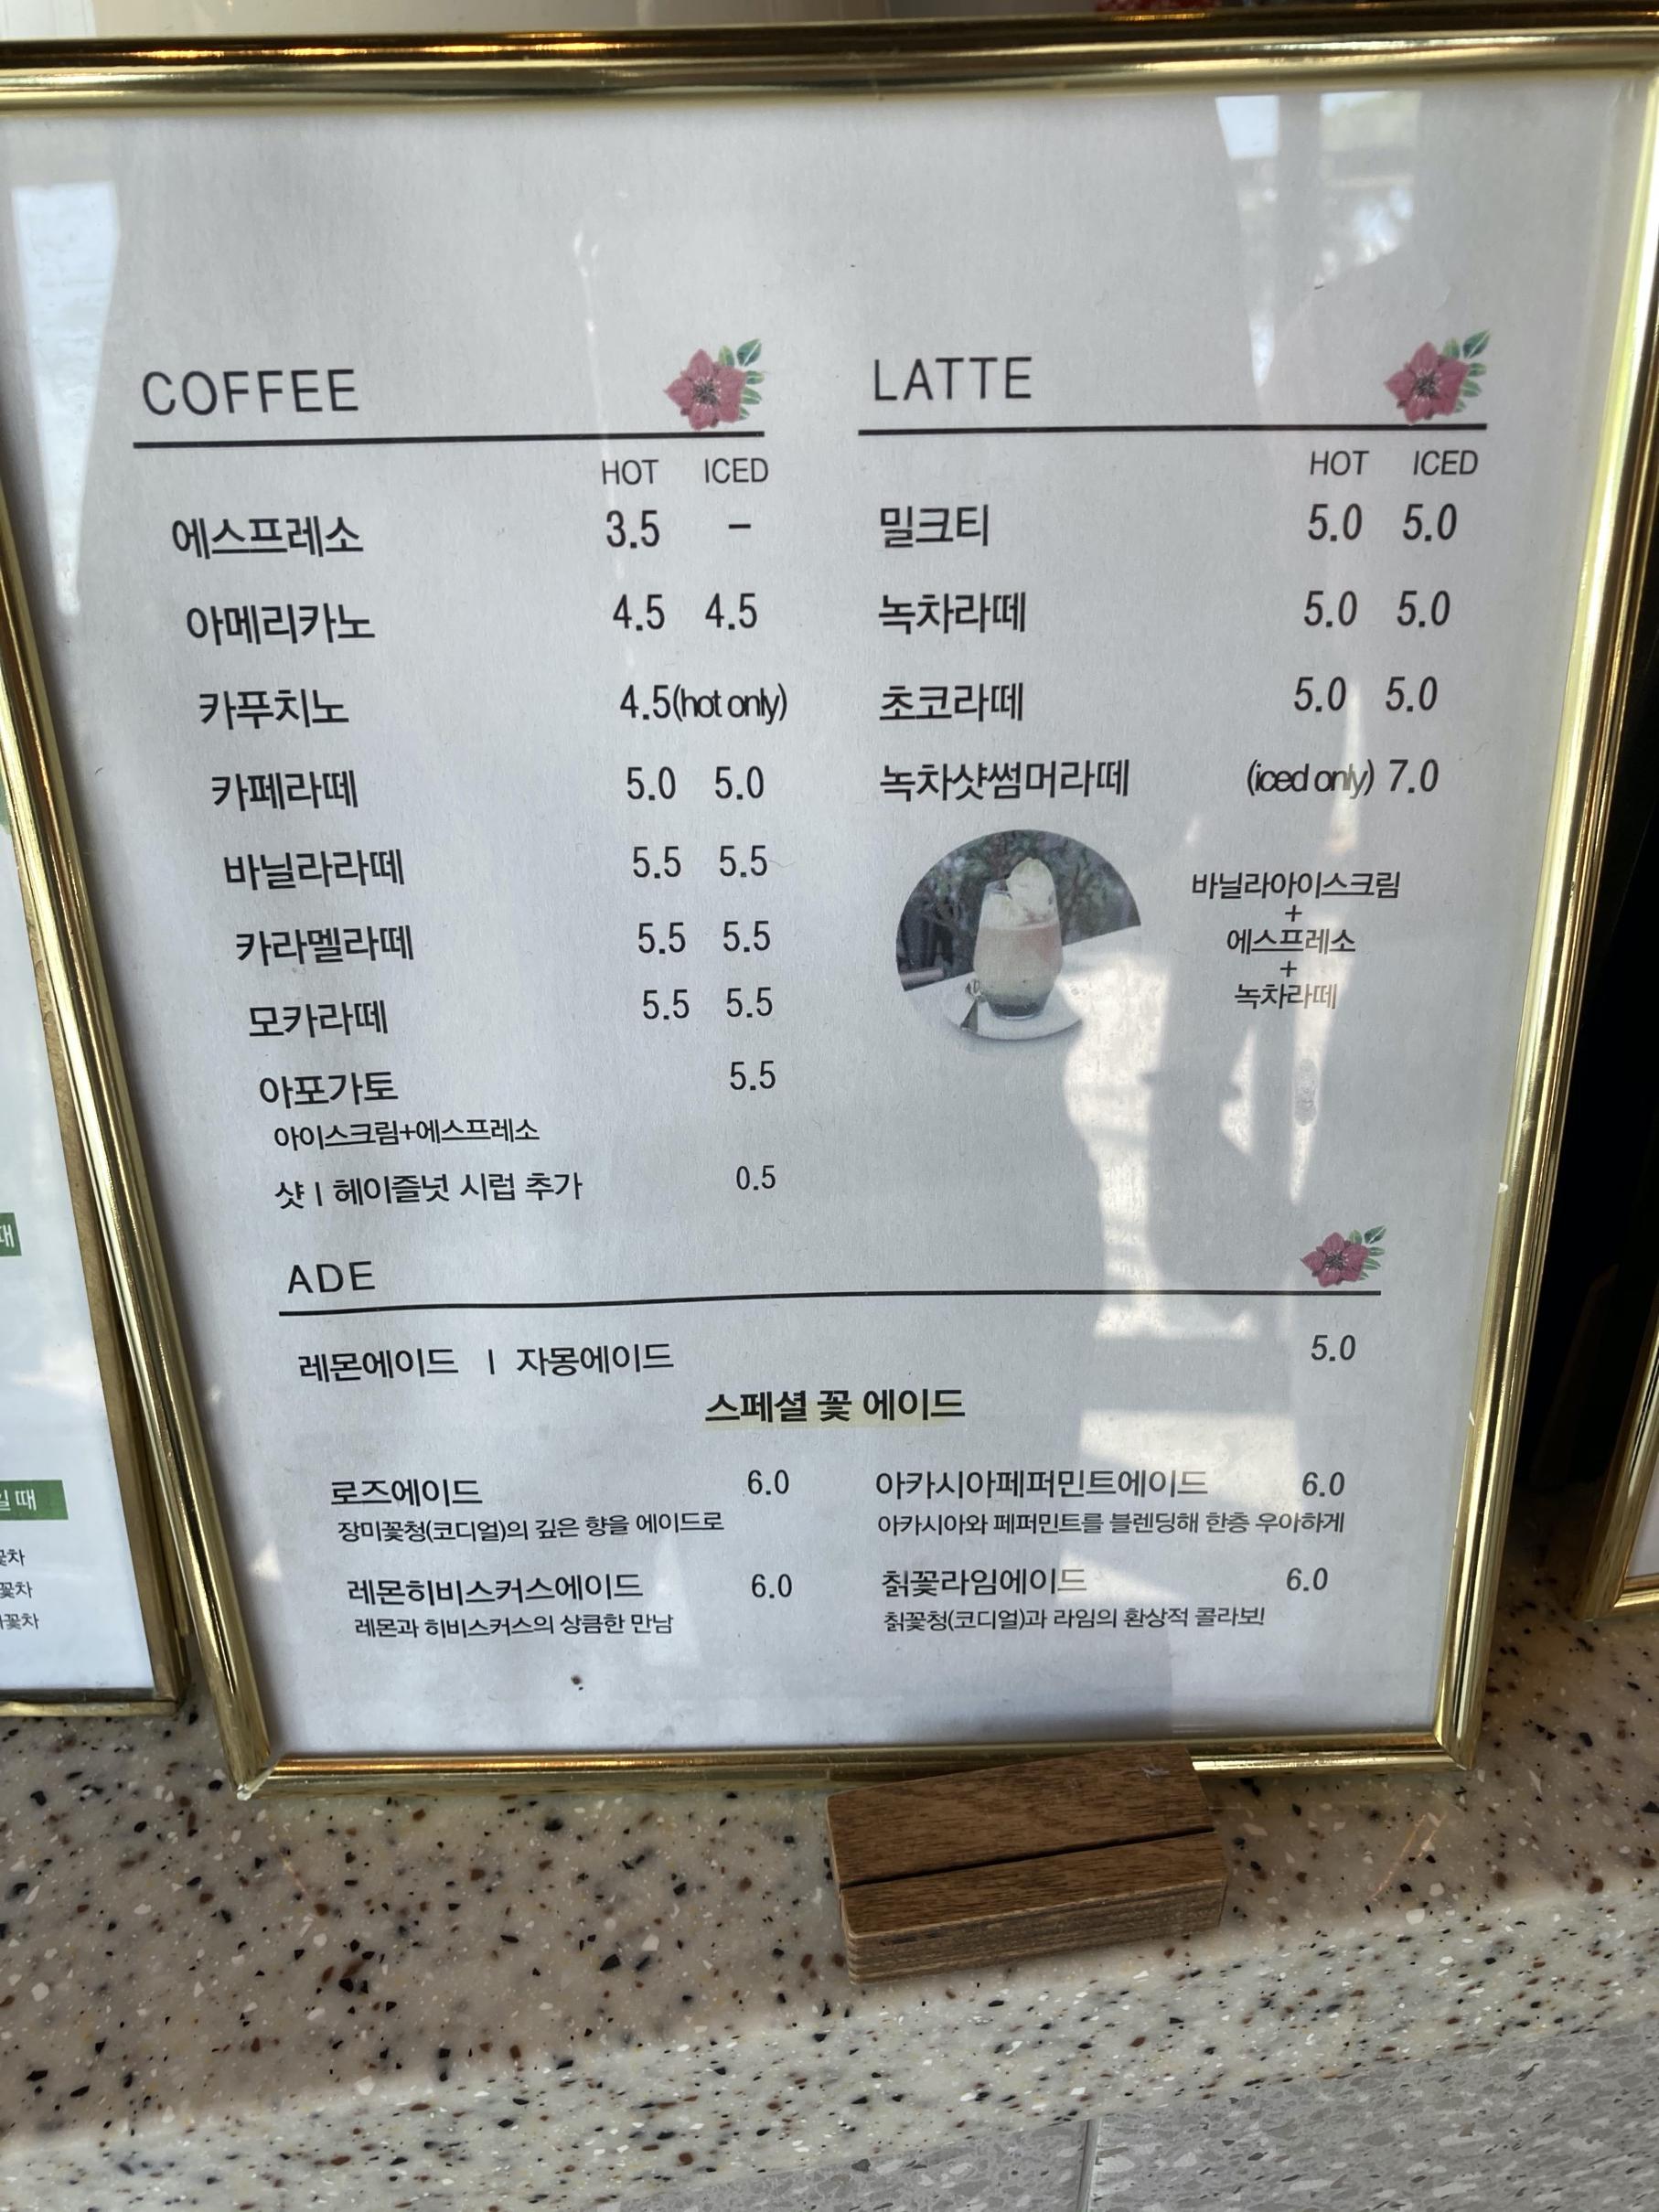 COFFEE
HOT ICED
에스프레소 3.5 –
아메리카노 4.5 4.5
카푸치노 4.5(hot only)
카페라떼 5.0 5.0
바닐라라떼 5.5 5.5
카라멜라떼 5.5 5.5
모카라떼 5.5 5.5
아포가토 5.5
아이스크림+에스프레소
샷 | 헤이즐넛 시럽 추가 0.5
LATTE
HOT ICED
밀크티 5.0 5.0
녹차라떼 5.0 5.0
초코라떼 5.0 5.0
녹차샷썸머라떼 (iced only) 7.0
바닐라아이스크림
+
에스프레소
+
녹차라떼
ADE
레몬에이드 | 자몽에이드 5.0
스페셜 꽃 에이드
로즈에이드 6.0
장미꽃청(코디얼)의 깊은 향을 에이드로
레몬히비스커스에이드 6.0
레몬과 히비스커스의 상큼한 만남
아카시아페퍼민트에이드 6.0
아카시아와 페퍼민트를 블렌딩해 한층 우아하게
칡꽃라임에이드 6.0
칡꽃청(코디얼)과 라임의 환상적 콜라보!
때
일 때
꽃차
꽃차
꽃차